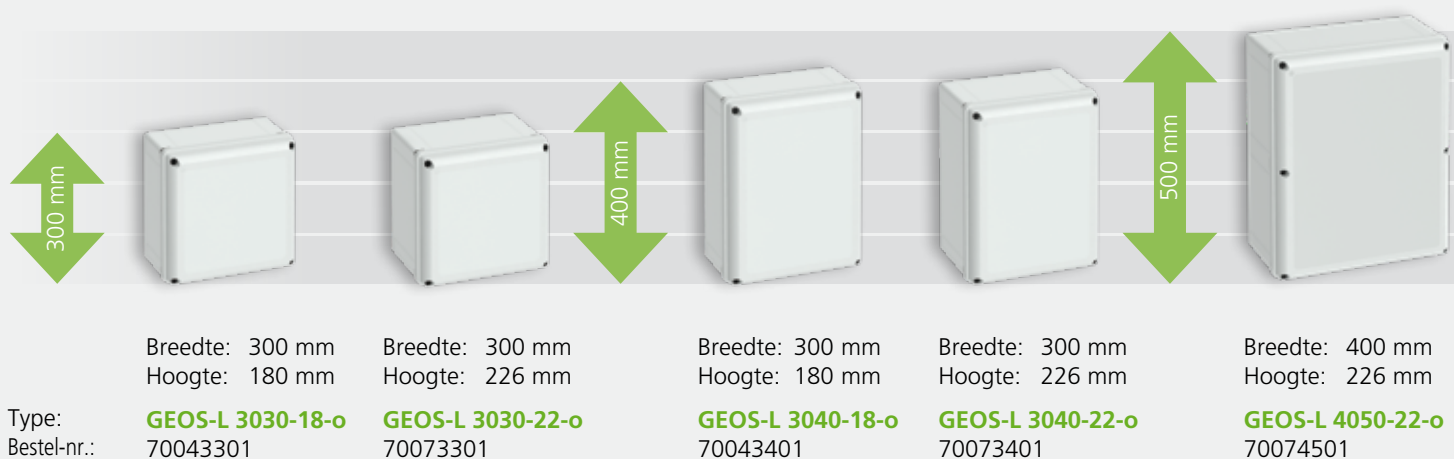 300 mm
400 mm
500 mm
Breedte: 300 mm Breedte: 300 mm Breedte: 300 mm Breedte: 300 mm Breedte: 400 mm
Hoogte: 180 mm Hoogte: 226 mm Hoogte: 180 mm Hoogte: 226 mm Hoogte: 226 mm
Type: GEOS-L 3030-18-o GEOS-L 3030-22-o GEOS-L 3040-18-o GEOS-L 3040-22-o GEOS-L 4050-22-o
Bestel-nr.: 70043301 70073301 70043401 70073401 70074501